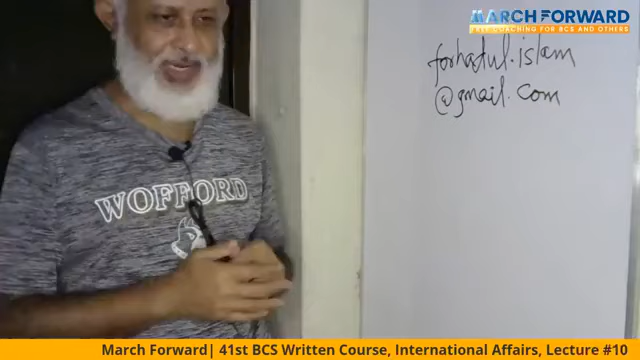 MARCH FORWARD
FREE COACHING FOR BCS AND OTHERS
forhadul.islam
@gmail.com
WOFFORD
March Forward| 41st BCS Written Course, International Affairs, Lecture #10